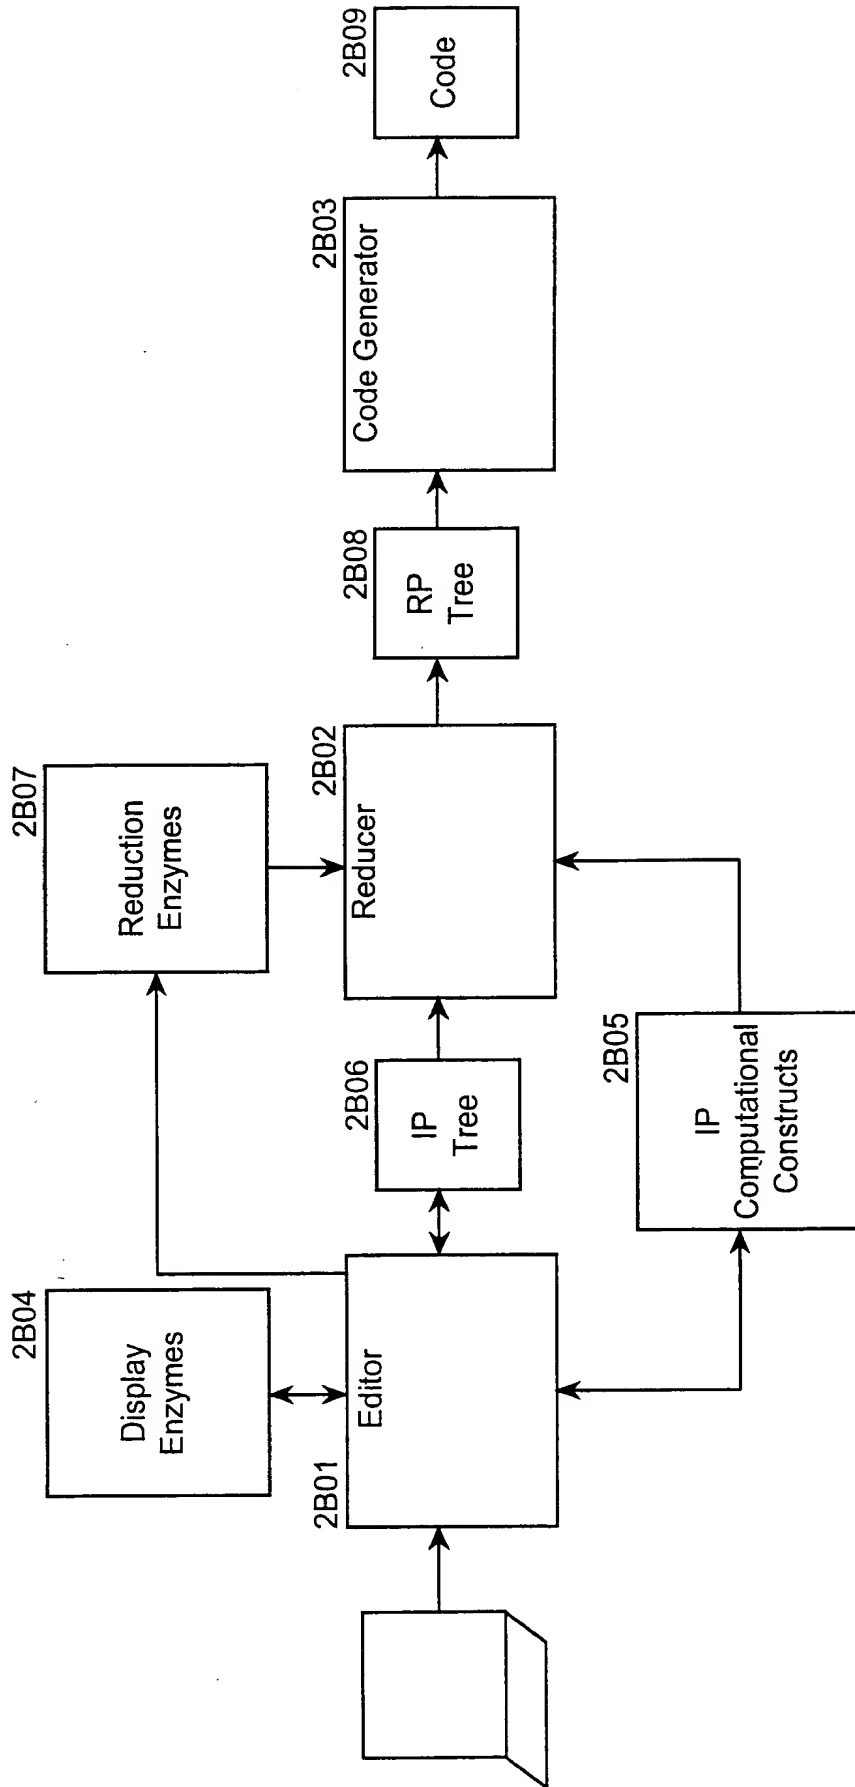 2B04
Display
Enzymes
2B07
Reduction
Enzymes
2B01
Editor
2B06
IP
Tree
2B02
Reducer
2B08
RP
Tree
2B03
Code Generator
2B09
Code
2B05
IP
Computational
Constructs